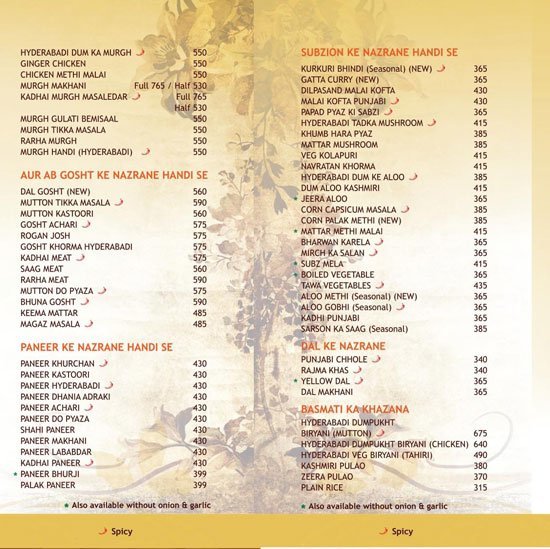 HYDERABADI DUM KA MURGH 550
GINGER CHICKEN 550
CHICKEN METHI MALAI 550
MURGH MAKHANI Full 765 / Half 530
KADHAI MURGH MASALEDAR Full 765
Half 530
MURGH GULATI BEMISAAL 550
MURGH TIKKA MASALA 550
RARHA MURGH 550
MURGH HANDI (HYDERABADI) 550
AUR AB GOSHT KE NAZRANE HANDI SE
DAL GOSHT (NEW) 560
MUTTON TIKKA MASALA 590
MUTTON KASTOORI 560
GOSHT ACHARI 575
ROGAN JOSH 575
GOSHT KHORMA HYDERABADI 575
KADHAI MEAT 575
SAAG MEAT 560
RARHA MEAT 590
MUTTON DO PYAZA 575
BHUNA GOSHT 590
KEEMA MATTAR 485
MAGAZ MASALA 485
PANEER KE NAZRANE HANDI SE
PANEER KHURCHAN 430
PANEER KASTOORI 430
PANEER HYDERABADI 430
PANEER DHANIA ADRAKI 430
PANEER ACHARI 430
PANEER DO PYAZA 430
SHAHI PANEER 430
PANEER MAKHANI 430
PANEER LABABDAR 430
KADHAI PANEER 430
* PANEER BHURJI 399
PALAK PANEER 399
* Also available without onion & garlic
Spicy
SUBZION KE NAZRANE HANDI SE
KURKURI BHINDI (Seasonal) (NEW) 365
GATTA CURRY (NEW) 365
DILPASAND MALAI KOFTA 430
MALAI KOFTA PUNJABI 430
PAPAD PYAZ KI SABZI 365
HYDERABADI TADKA MUSHROOM 415
KHUMB HARA PYAZ 385
MATTAR MUSHROOM 385
VEG KOLAPURI 415
NAVRATAN KHORMA 415
HYDERABADI DUM KE ALOO 385
DUM ALOO KASHMIRI 415
* JEERA ALOO 365
CORN CAPSICUM MASALA 385
CORN PALAK METHI (NEW) 385
* MATTAR METHI MALAI 415
BHARWAN KARELA 365
MIRCH KA SALAN 365
* SUBZ MELA 415
* BOILED VEGETABLE 365
TAWA VEGETABLES 435
ALOO METHI (Seasonal) (NEW) 365
ALOO GOBHI (Seasonal) 365
KADHI PUNJABI 365
SARSON KA SAAG (Seasonal) 385
DAL KE NAZRANE
PUNJABI CHHOLE 340
RAJMA KHAS 340
* YELLOW DAL 365
DAL MAKHANI 365
BASMATI KA KHAZANA
HYDERABADI DUMPUKHT
BIRYANI (MUTTON) 675
HYDERABADI DUMPUKHT BIRYANI (CHICKEN) 640
HYDERABADI VEG BIRYANI (TAHIRI) 490
KASHMIRI PULAO 380
ZEERA PULAO 370
PLAIN RICE 315
* Also available without onion & garlic
Spicy